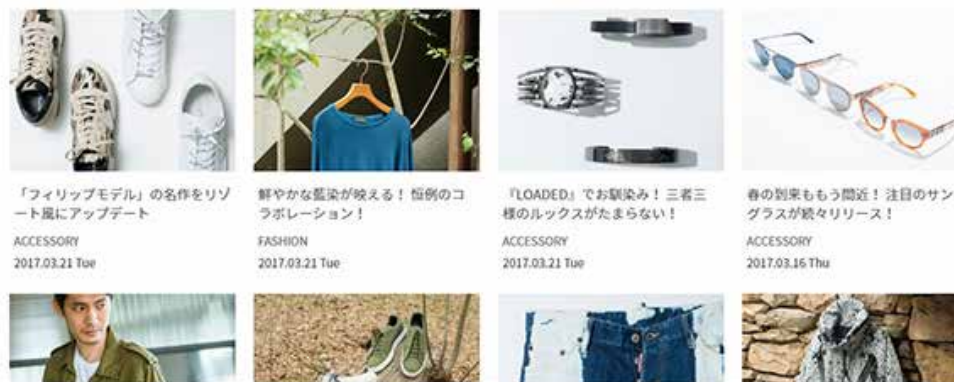 「フィリップモデル」の名作をリゾ
ート風にアップデート
ACCESSORY
2017.03.21 Tue
鮮やかな藍染が映える！ 恒例のコ
ラボレーション！
FASHION
2017.03.21 Tue
『LOADED』でお馴染み！ 三者三
様のルックスがたまらない！
ACCESSORY
2017.03.21 Tue
春の到来ももう間近！ 注目のサン
グラスが続々リリース！
ACCESSORY
2017.03.16 Thu